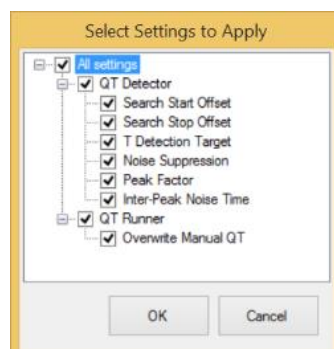 Select Settings to Apply
All settings
QT Detector
Search Start Offset
Search Stop Offset
T Detection Target
Noise Suppression
Peak Factor
Inter-Peak Noise Time
QT Runner
Overwrite Manual QT
OK Cancel